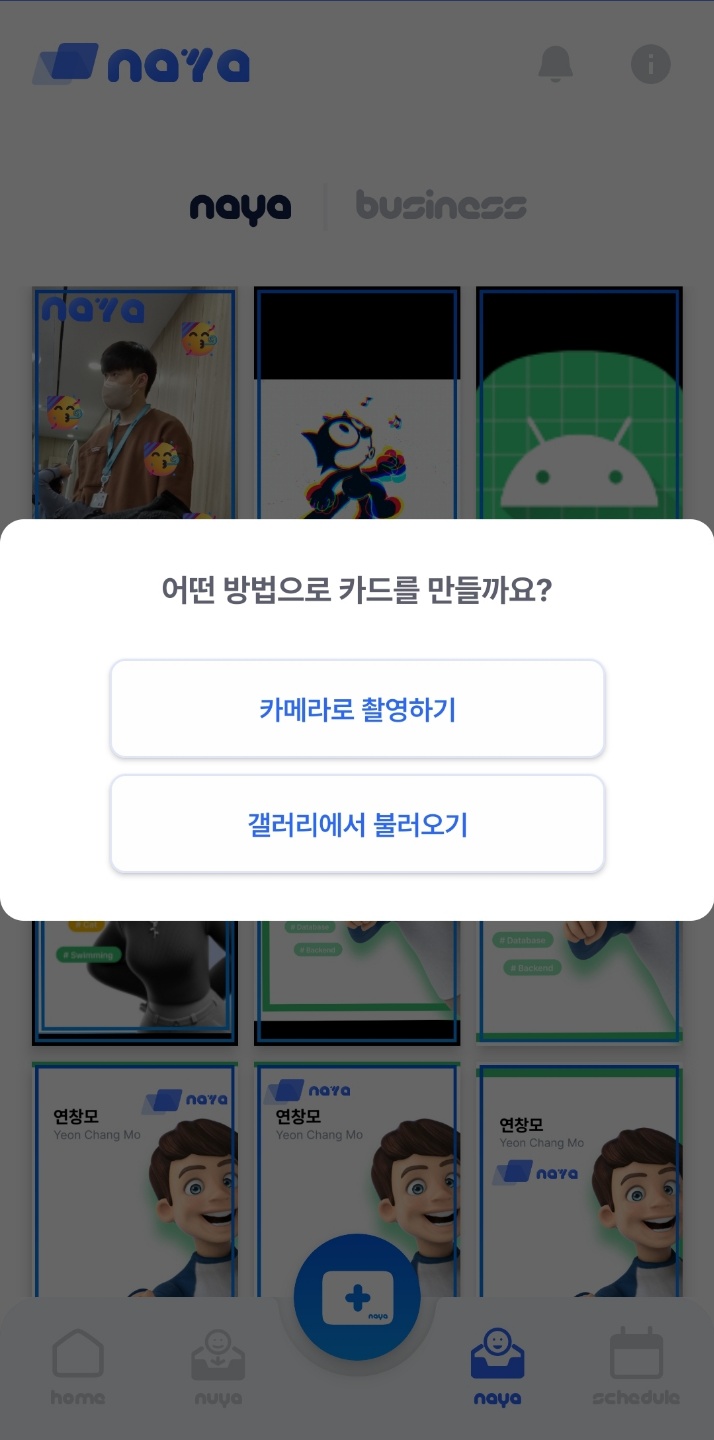 naya
naya
business
naya
어떤 방법으로 카드를 만들까요?
카메라로 촬영하기
갤러리에서 불러오기
# Cat
# Swimming
# Database
# Backend
# Database
# Backend
naya
연창모
Yeon Chang Mo
naya
연창모
Yeon Chang Mo
연창모
Yeon Chang Mo
naya
naya
home
nuya
naya
schedule